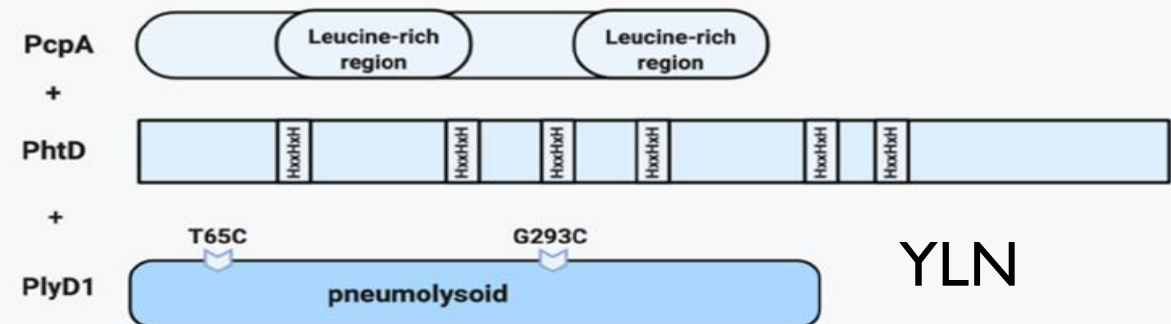 PcpA
Leucine-rich
region
Leucine-rich
region
+
PhtD
HxxHxH
HxxHxH
HxxHxH
HxxHxH
HxxHxH
HxxHxH
+
T65C
G293C
PlyD1
pneumolysoid
YLN